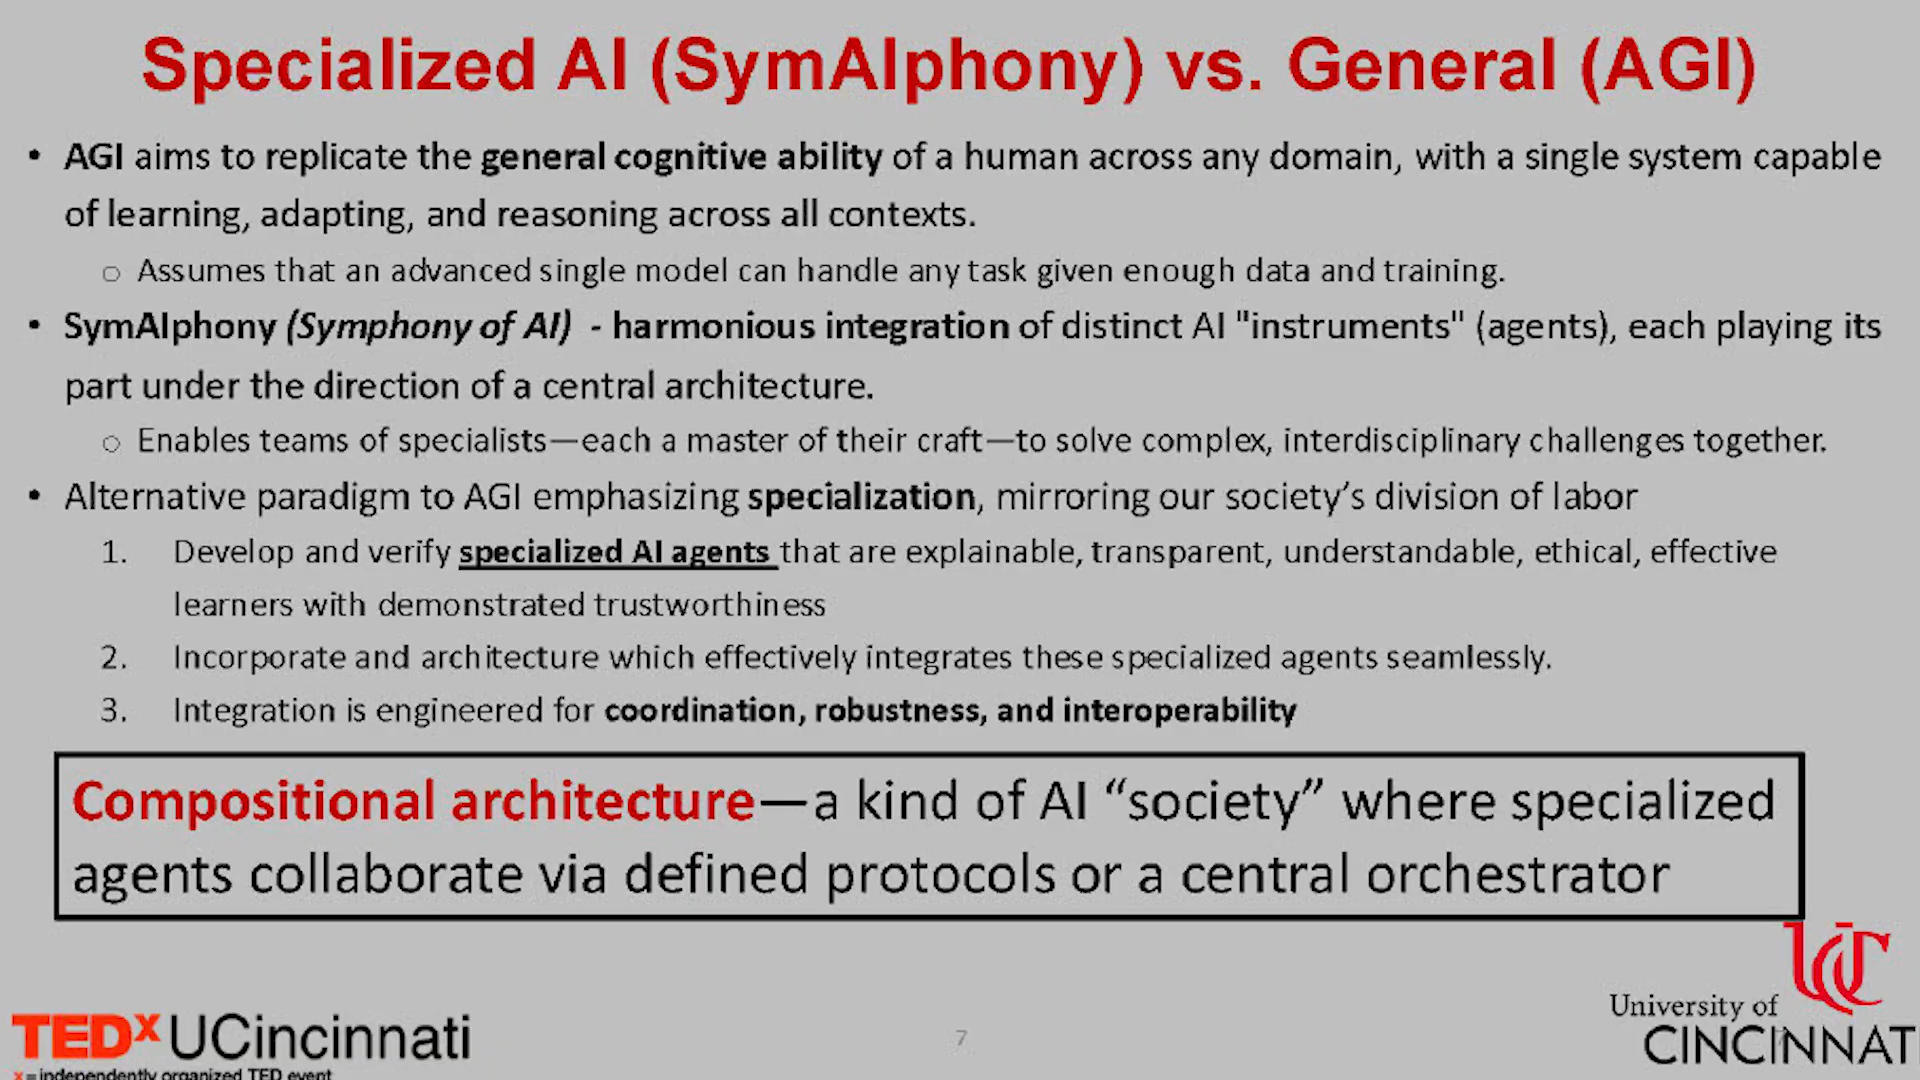 Specialized AI (SymAIphony) vs. General (AGI)
• AGI aims to replicate the general cognitive ability of a human across any domain, with a single system capable
of learning, adapting, and reasoning across all contexts.
○ Assumes that an advanced single model can handle any task given enough data and training.
• SymAIphony (Symphony of AI) - harmonious integration of distinct AI "instruments" (agents), each playing its
part under the direction of a central architecture.
○ Enables teams of specialists—each a master of their craft—to solve complex, interdisciplinary challenges together.
• Alternative paradigm to AGI emphasizing specialization, mirroring our society’s division of labor
1. Develop and verify specialized AI agents that are explainable, transparent, understandable, ethical, effective
learners with demonstrated trustworthiness
2. Incorporate and architecture which effectively integrates these specialized agents seamlessly.
3. Integration is engineered for coordination, robustness, and interoperability
Compositional architecture—a kind of AI “society” where specialized
agents collaborate via defined protocols or a central orchestrator
TEDx UCincinnati
x = independently organized TED event
7
UC
University of
CINCINNAT